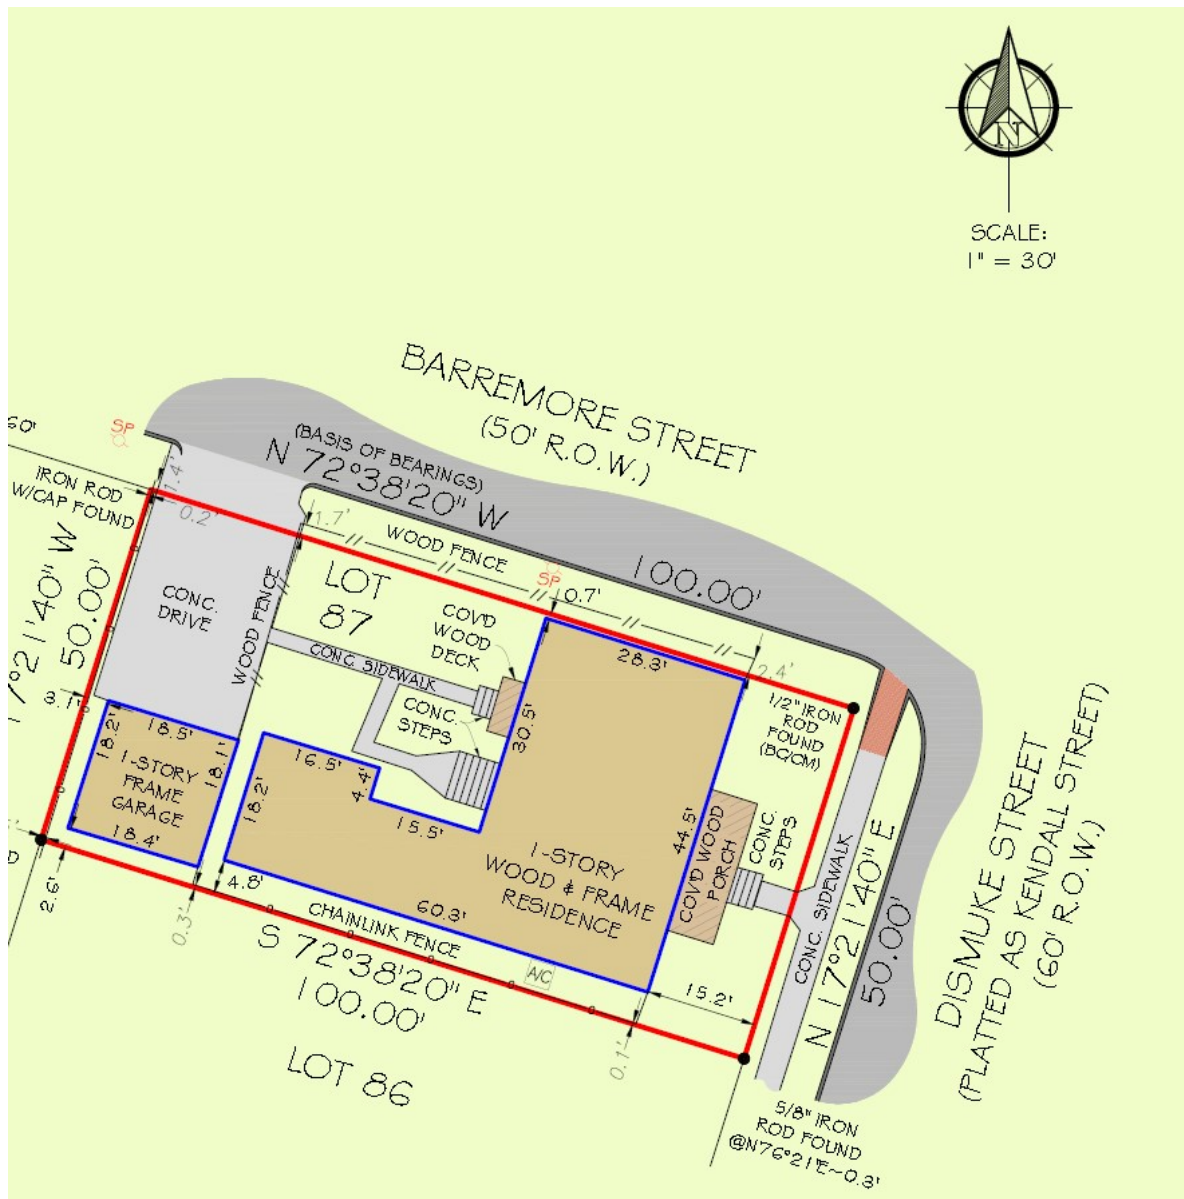 N
SCALE:
1" = 30'
BARREMORE STREET
(50' R.O.W.)
(BASIS OF BEARINGS)
N 72°38'20" W
100.00'
60'
SP
IRON ROD
W/CAP FOUND
1.4'
0.2'
1.7'
WOOD FENCE
SP
0.7'
2.4'
17°21'40" W
50.00'
CONC.
DRIVE
WOOD FENCE
LOT
87
COV'D
WOOD
DECK
CONC. SIDEWALK
CONC.
STEPS
28.3'
30.5'
1/2" IRON
ROD
FOUND
(BG/CM)
3.1'
18.2'
18.5'
18.1'
1-STORY
FRAME
GARAGE
18.4'
16.5'
4.4'
18.2'
15.5'
44.5'
1-STORY
WOOD & FRAME
RESIDENCE
COV'D WOOD
PORCH
CONC.
STEPS
CONC. SIDEWALK
N 17°21'40" E
50.00'
DISMUKE STREET
(PLATTED AS KENDALL STREET)
(60' R.O.W.)
D
2.6'
0.3'
4.8'
60.3'
CHAINLINK FENCE
A/C
15.2'
S 72°38'20" E
100.00'
0.1'
LOT 86
5/8" IRON
ROD FOUND
@N76°21'E~0.3'